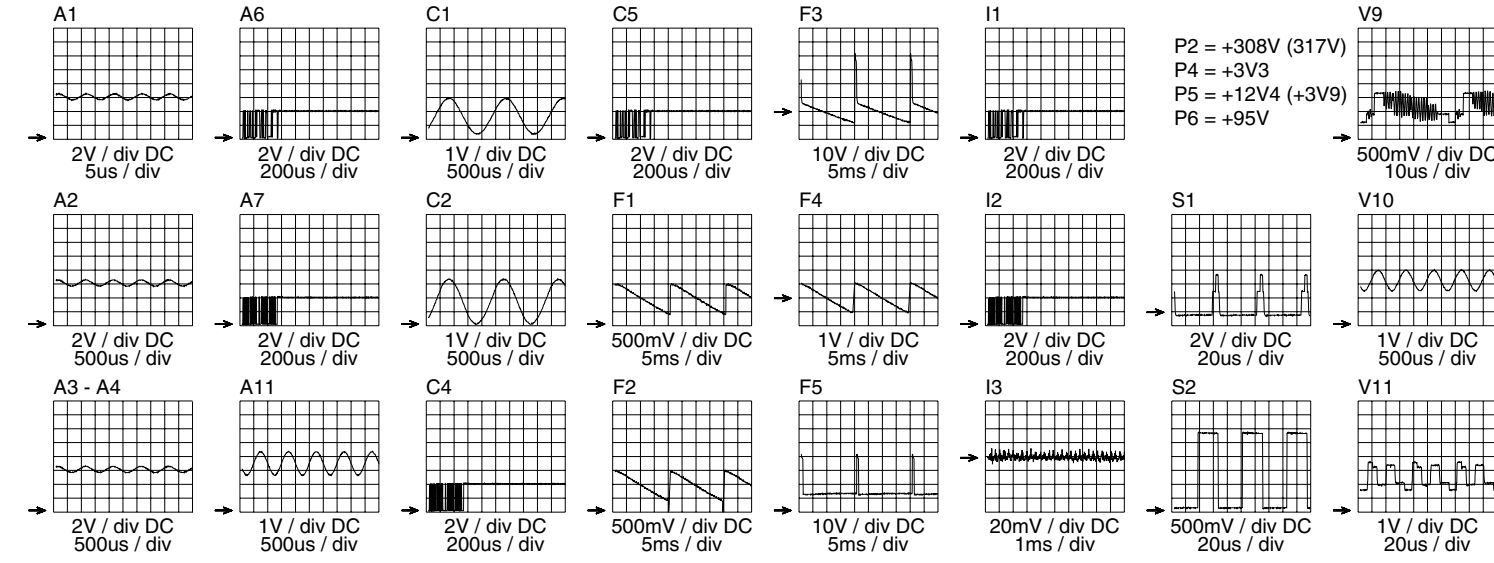 A1
2V / div DC
5us / div
A6
2V / div DC
200us / div
C1
1V / div DC
500us / div
C5
2V / div DC
200us / div
F3
10V / div DC
5ms / div
I1
2V / div DC
200us / div
P2 = +308V (317V)
P4 = +3V3
P5 = +12V4 (+3V9)
P6 = +95V
V9
500mV / div DC
10us / div
A2
2V / div DC
500us / div
A7
2V / div DC
200us / div
C2
1V / div DC
500us / div
F1
500mV / div DC
5ms / div
F4
1V / div DC
5ms / div
I2
2V / div DC
200us / div
S1
2V / div DC
20us / div
V10
1V / div DC
500us / div
A3 - A4
2V / div DC
500us / div
A11
1V / div DC
500us / div
C4
2V / div DC
200us / div
F2
500mV / div DC
5ms / div
F5
10V / div DC
5ms / div
I3
20mV / div DC
1ms / div
S2
500mV / div DC
20us / div
V11
1V / div DC
20us / div